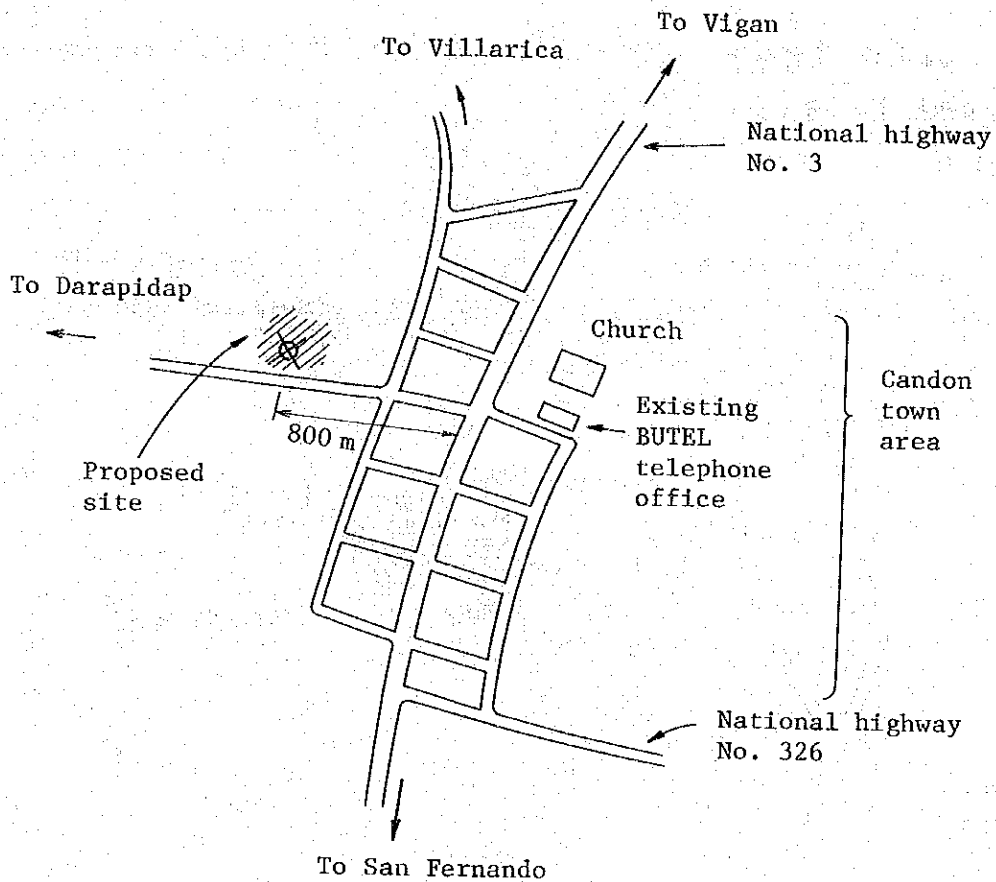 To Vigan
To Villarica
National highway
No. 3
To Darapidap
Church
Existing
BUTEL
telephone
office
Candon
town
area
800 m
Proposed
site
National highway
No. 326
To San Fernando